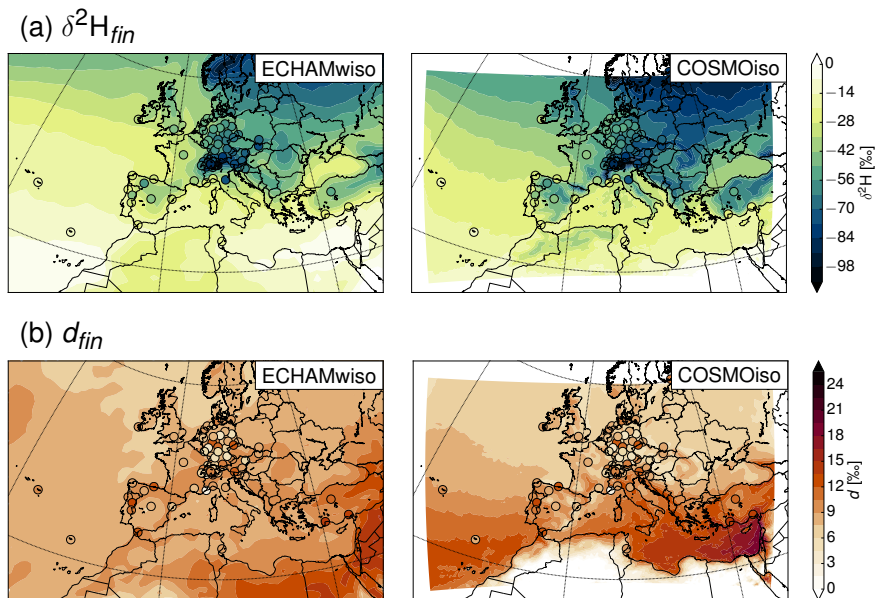 (a) δ²H_fin
ECHAMwiso
COSMOiso
0
−14
−28
−42
−56
−70
−84
−98
δ²H [‰]
(b) d_fin
ECHAMwiso
COSMOiso
24
21
18
15
12
9
6
3
0
d [‰]